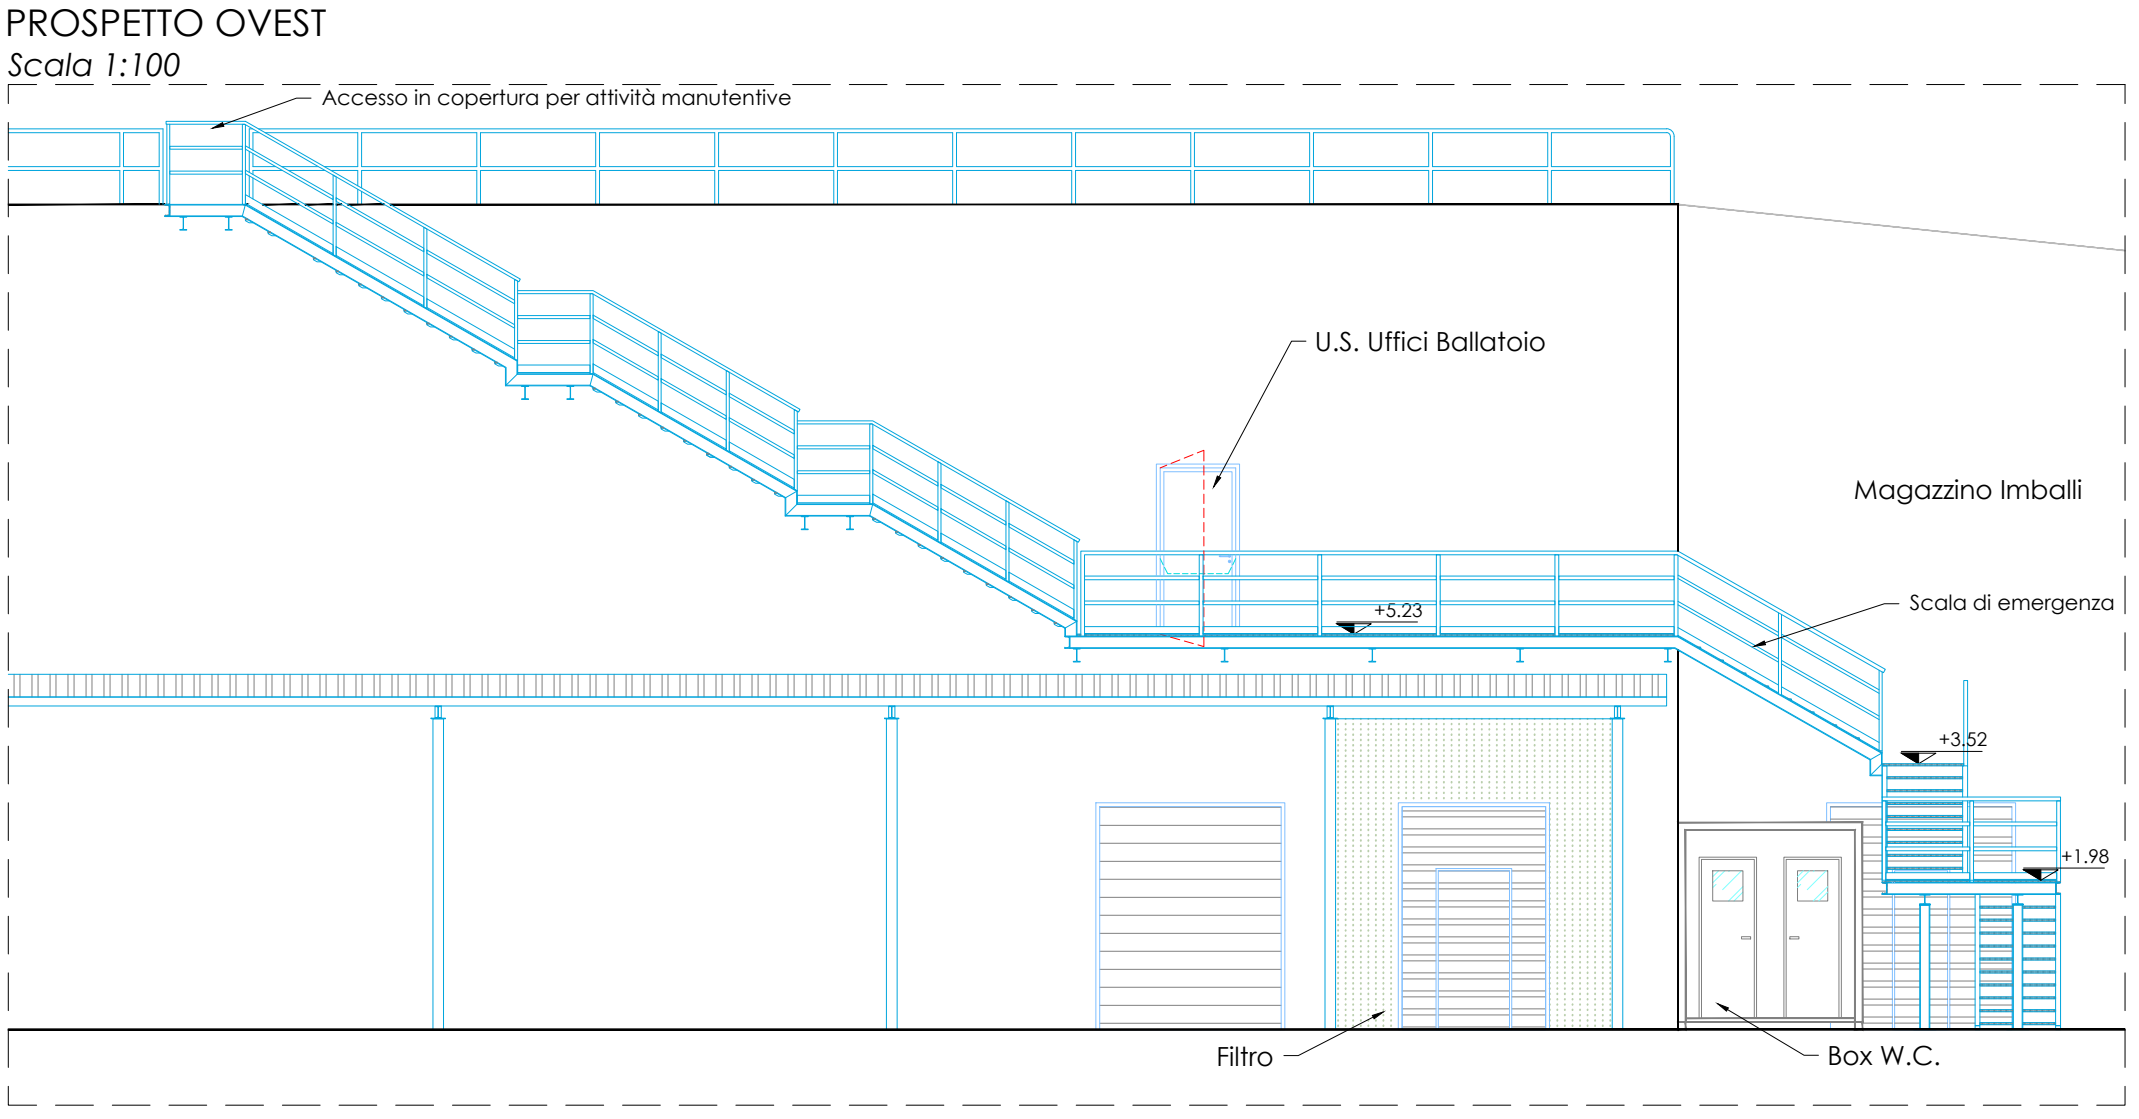 PROSPETTO OVEST
Scala 1:100
Accesso in copertura per attività manutentive
U.S. Uffici Ballatoio
Magazzino Imballi
+5.23
Scala di emergenza
+3.52
+1.98
Filtro
Box W.C.